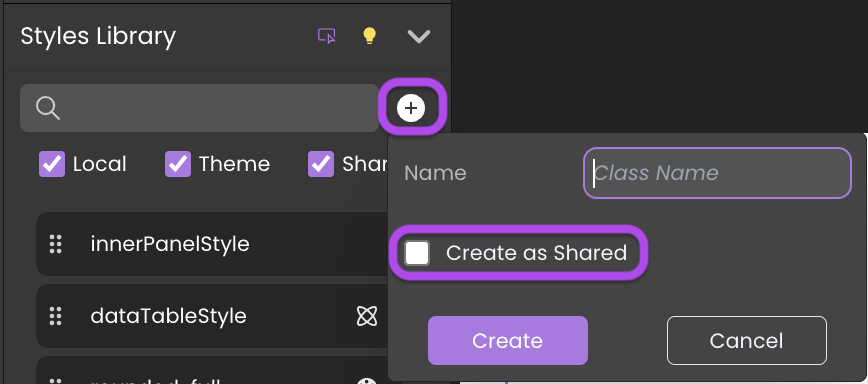 Styles Library
Local Theme Shar
Name Class Name
innerPanelStyle
Create as Shared
dataTableStyle
Create Cancel